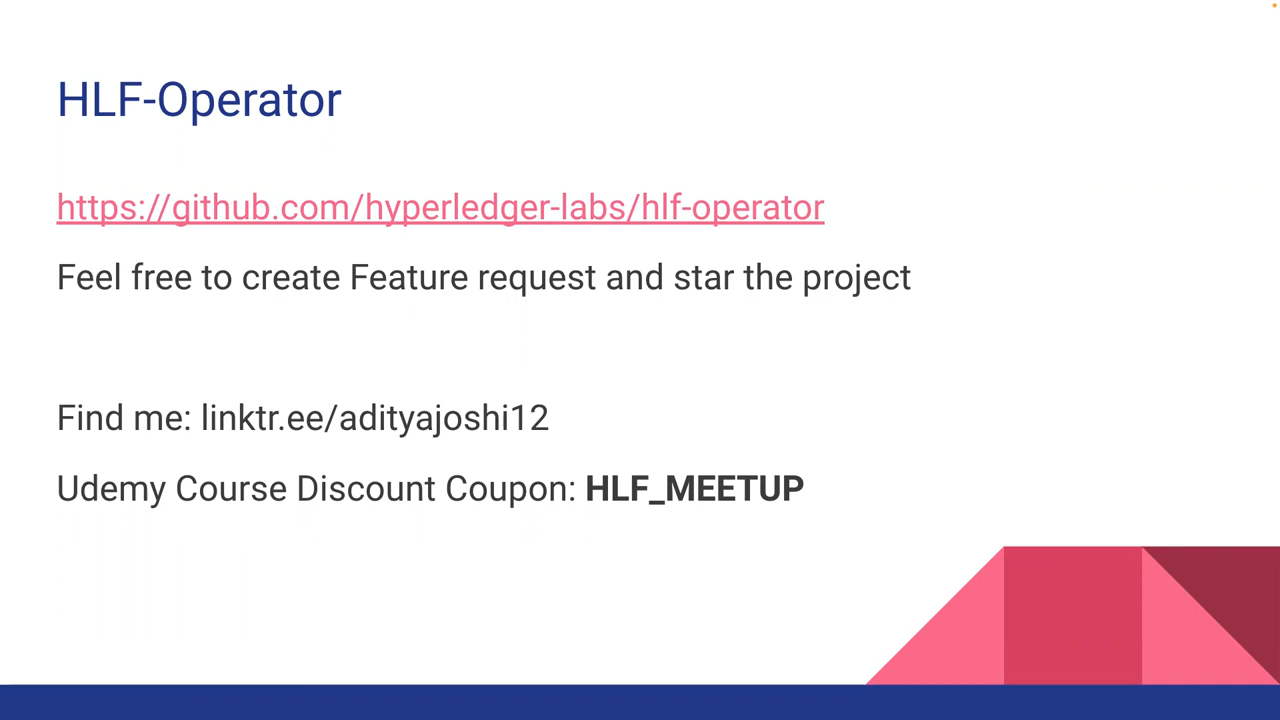 HLF-Operator
https://github.com/hyperledger-labs/hlf-operator
Feel free to create Feature request and star the project
Find me: linktr.ee/adityajoshi12
Udemy Course Discount Coupon: HLF_MEETUP